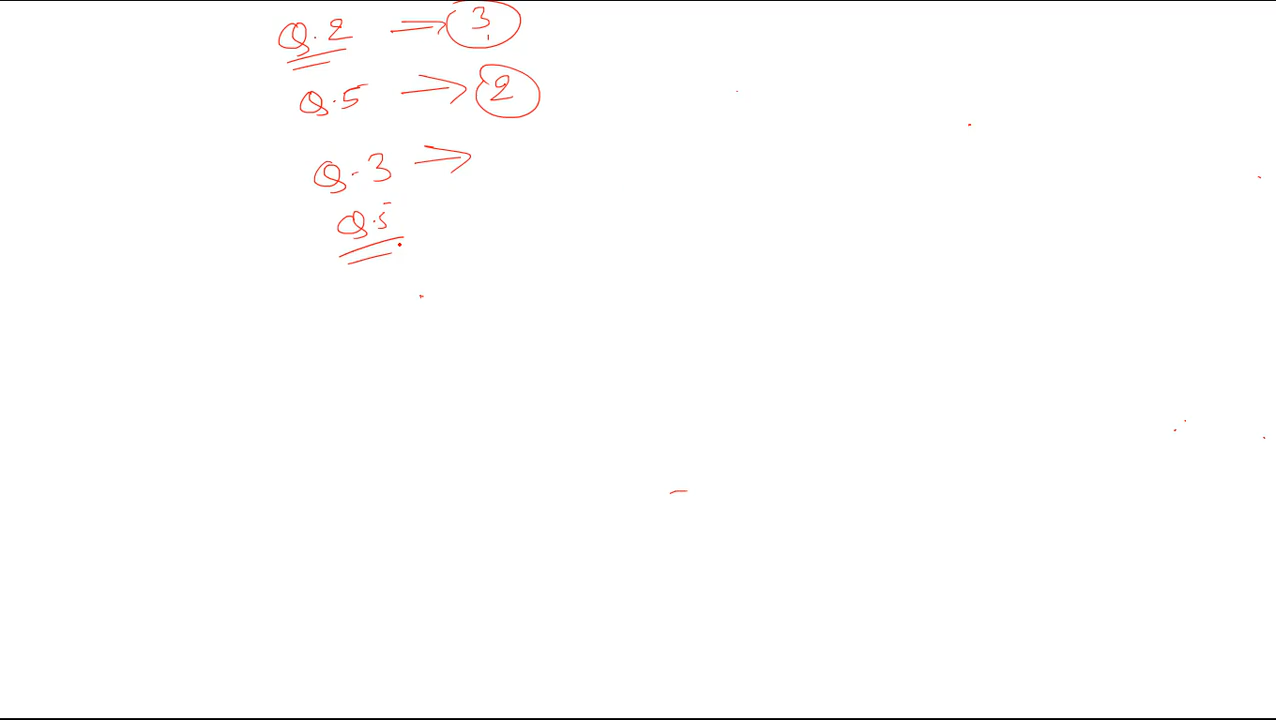 Q.2 → 3
Q.5 → 2
Q.3 →
Q.5